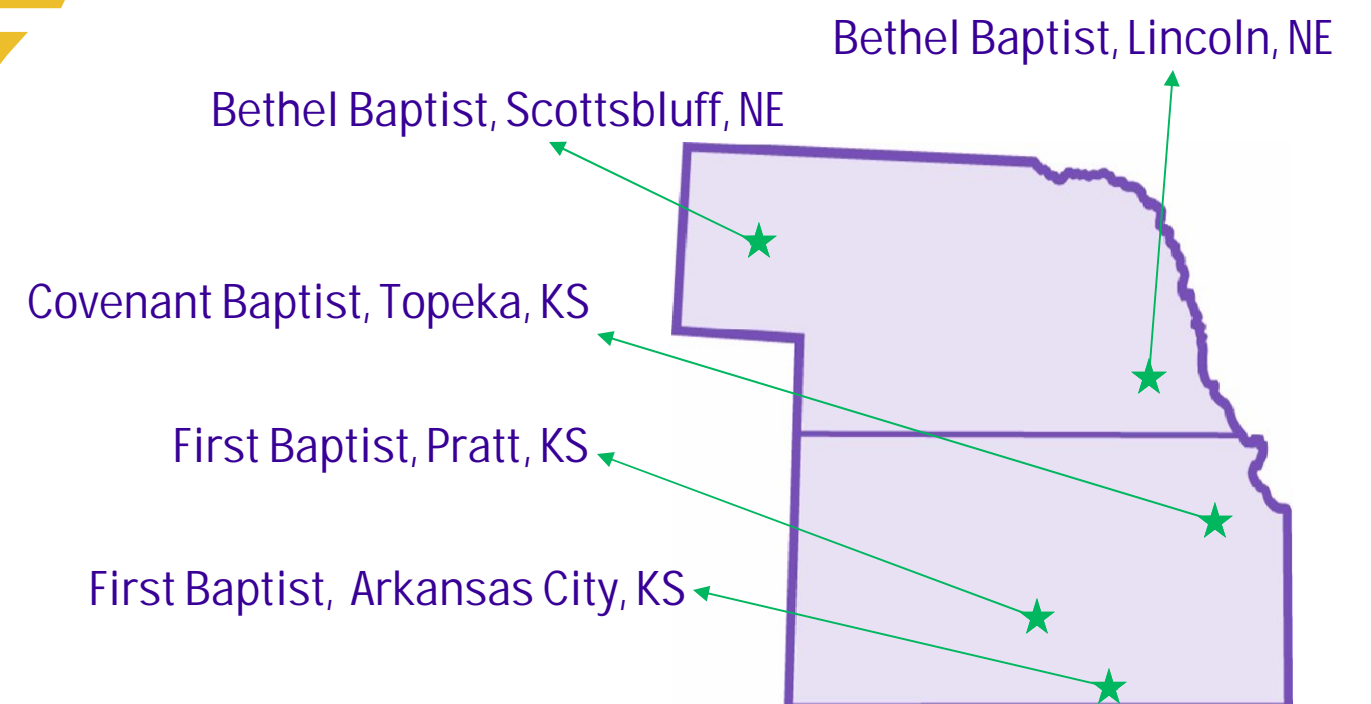 Bethel Baptist, Lincoln, NE
Bethel Baptist, Scottsbluff, NE
Covenant Baptist, Topeka, KS
First Baptist, Pratt, KS
First Baptist, Arkansas City, KS